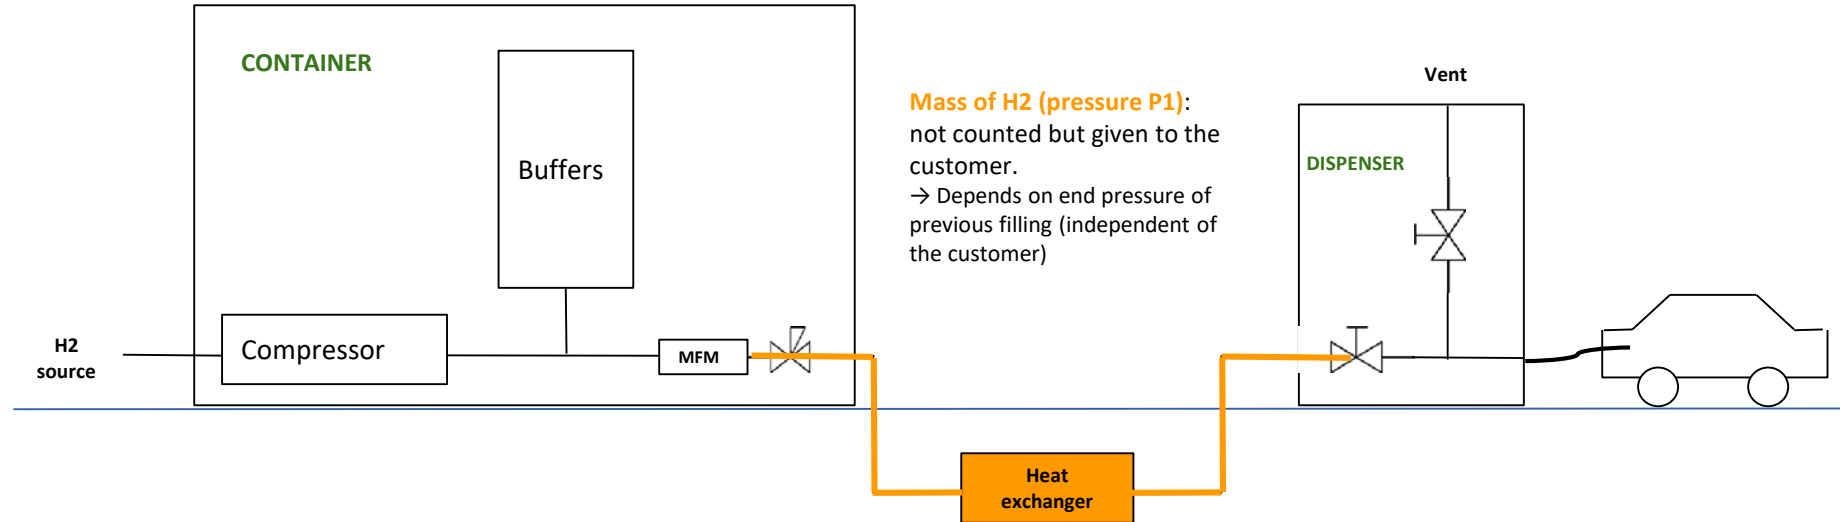 CONTAINER
Buffers
Compressor
MFM
H2
source
Mass of H2 (pressure P1):
not counted but given to the
customer.
→ Depends on end pressure of
previous filling (independent of
the customer)
Vent
DISPENSER
Heat
exchanger